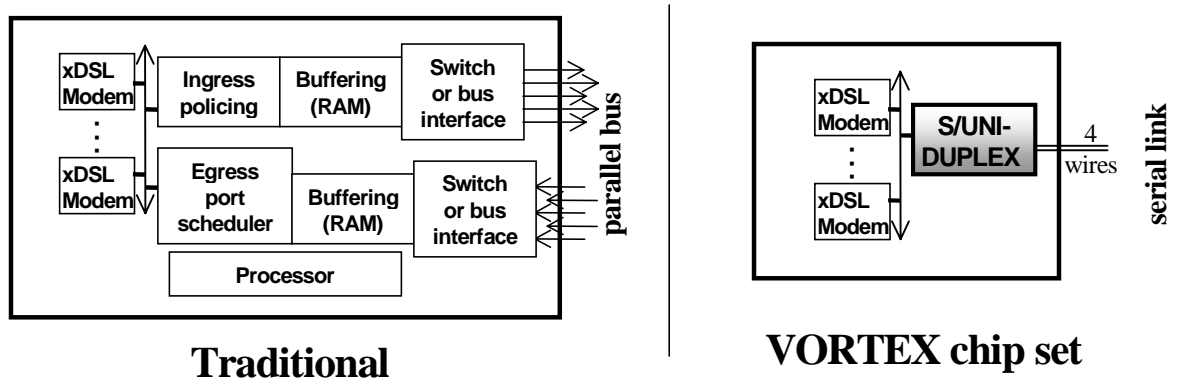 xDSL
Modem
xDSL
Modem
Ingress
policing
Buffering
(RAM)
Switch
or bus
interface
Egress
port
scheduler
Buffering
(RAM)
Switch
or bus
interface
Processor
parallel bus
Traditional
xDSL
Modem
xDSL
Modem
S/UNI-
DUPLEX
4
wires
serial link
VORTEX chip set